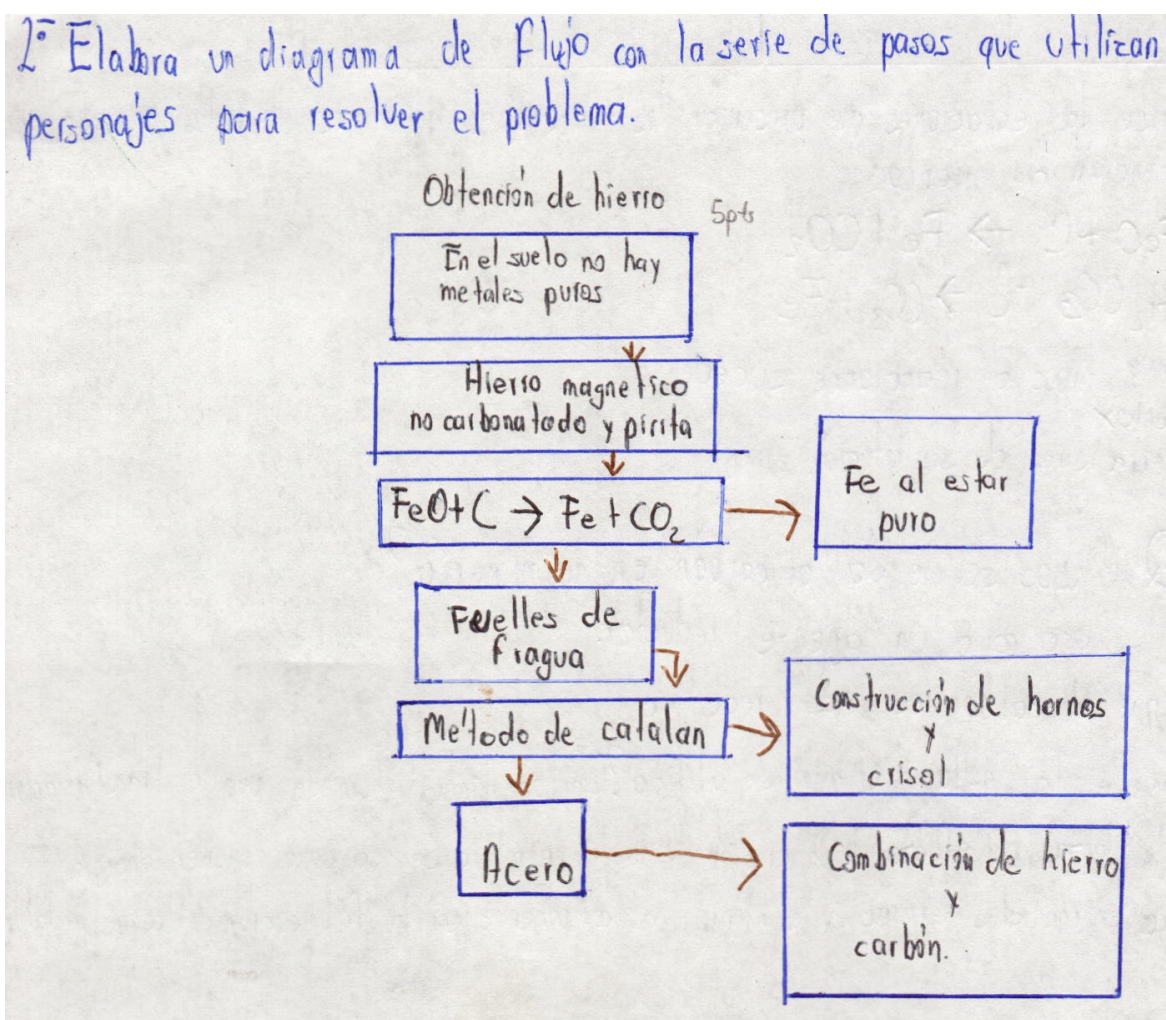 2º Elabora un diagrama de Flujo con la serie de pasos que utilizan
personajes para resolver el problema.
Obtención de hierro
5pts
En el suelo no hay
metales puros
Hierro magnetico
no carbonatado y pirita
FeO+C → Fe+CO₂
Fe al estar
puro
Fuelles de
fragua
Método de catalan
Construcción de hornos
y
crisol
Acero
Combinación de hierro
y
carbón.